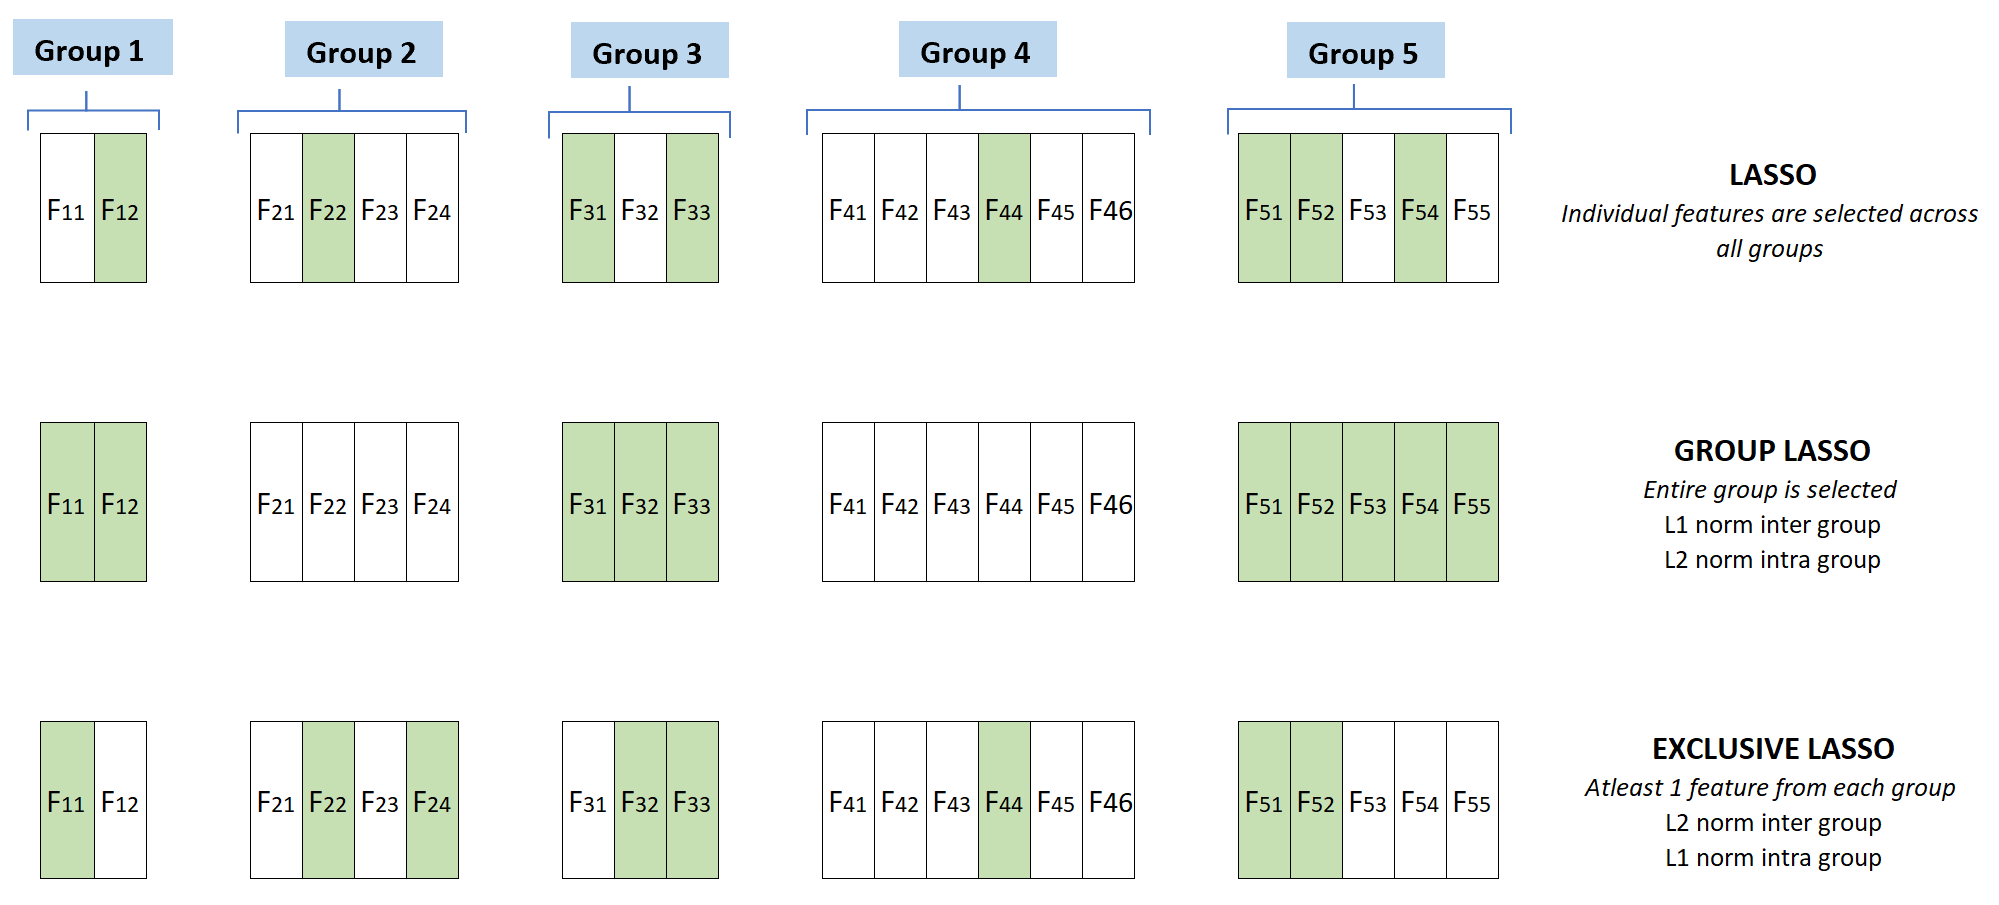 Group 1 Group 2 Group 3 Group 4 Group 5
F11 F12 F21 F22 F23 F24 F31 F32 F33 F41 F42 F43 F44 F45 F46 F51 F52 F53 F54 F55
LASSO
Individual features are selected across
all groups
F11 F12 F21 F22 F23 F24 F31 F32 F33 F41 F42 F43 F44 F45 F46 F51 F52 F53 F54 F55
GROUP LASSO
Entire group is selected
L1 norm inter group
L2 norm intra group
F11 F12 F21 F22 F23 F24 F31 F32 F33 F41 F42 F43 F44 F45 F46 F51 F52 F53 F54 F55
EXCLUSIVE LASSO
Atleast 1 feature from each group
L2 norm inter group
L1 norm intra group